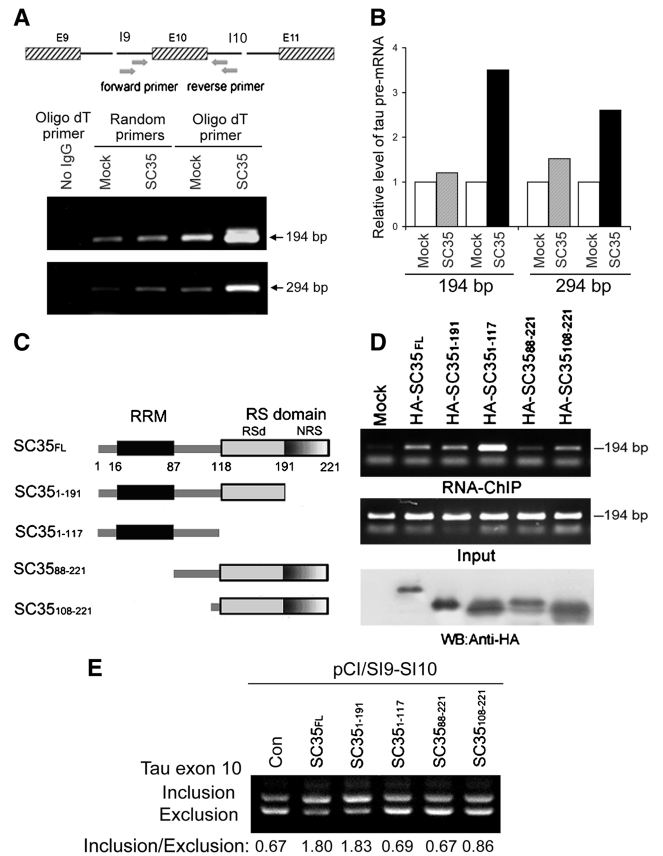 A
E9 I9 E10 I10 E11
forward primer reverse primer
Oligo dT primer
Random primers
Oligo dT primer
No IgG
Mock
SC35
Mock
SC35
194 bp
294 bp
B
Relative level of tau pre-mRNA
4
3
2
1
0
Mock
SC35
Mock
SC35
Mock
SC35
Mock
SC35
194 bp
294 bp
C
RRM
RS domain
RSd NRS
SC35FL
1 16 87 118 191 221
SC351-191
SC351-117
SC3588-221
SC35108-221
D
Mock
HA-SC35FL
HA-SC351-191
HA-SC351-117
HA-SC3588-221
HA-SC35108-221
194 bp
RNA-ChIP
194 bp
Input
WB:Anti-HA
E
pCI/SI9-SI10
Con
SC35FL
SC351-191
SC351-117
SC3588-221
SC35108-221
Tau exon 10
Inclusion
Exclusion
Inclusion/Exclusion: 0.67 1.80 1.83 0.69 0.67 0.86